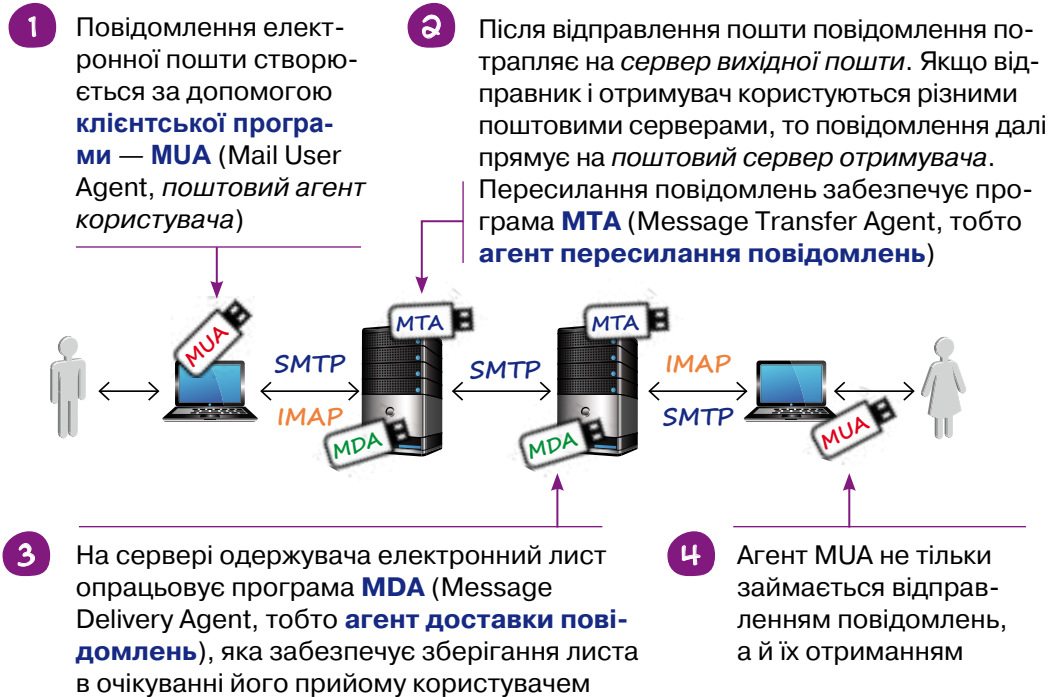 1
Повідомлення елект-
ронної пошти створю-
ється за допомогою
клієнтської програ-
ми — MUA (Mail User
Agent, поштовий агент
користувача)
2
Після відправлення пошти повідомлення по-
трапляє на сервер вихідної пошти. Якщо від-
правник і отримувач користуються різними
поштовими серверами, то повідомлення далі
прямує на поштовий сервер отримувача.
Пересилання повідомлень забезпечує про-
грама MTA (Message Transfer Agent, тобто
агент пересилання повідомлень)
MUA
SMTP
IMAP
MTA
MDA
SMTP
MTA
MDA
IMAP
SMTP
MUA
3
На сервері одержувача електронний лист
опрацьовує програма MDA (Message
Delivery Agent, тобто агент доставки пові-
домлень), яка забезпечує зберігання листа
в очікуванні його прийому користувачем
4
Агент MUA не тільки
займається відправ-
ленням повідомлень,
а й їх отриманням